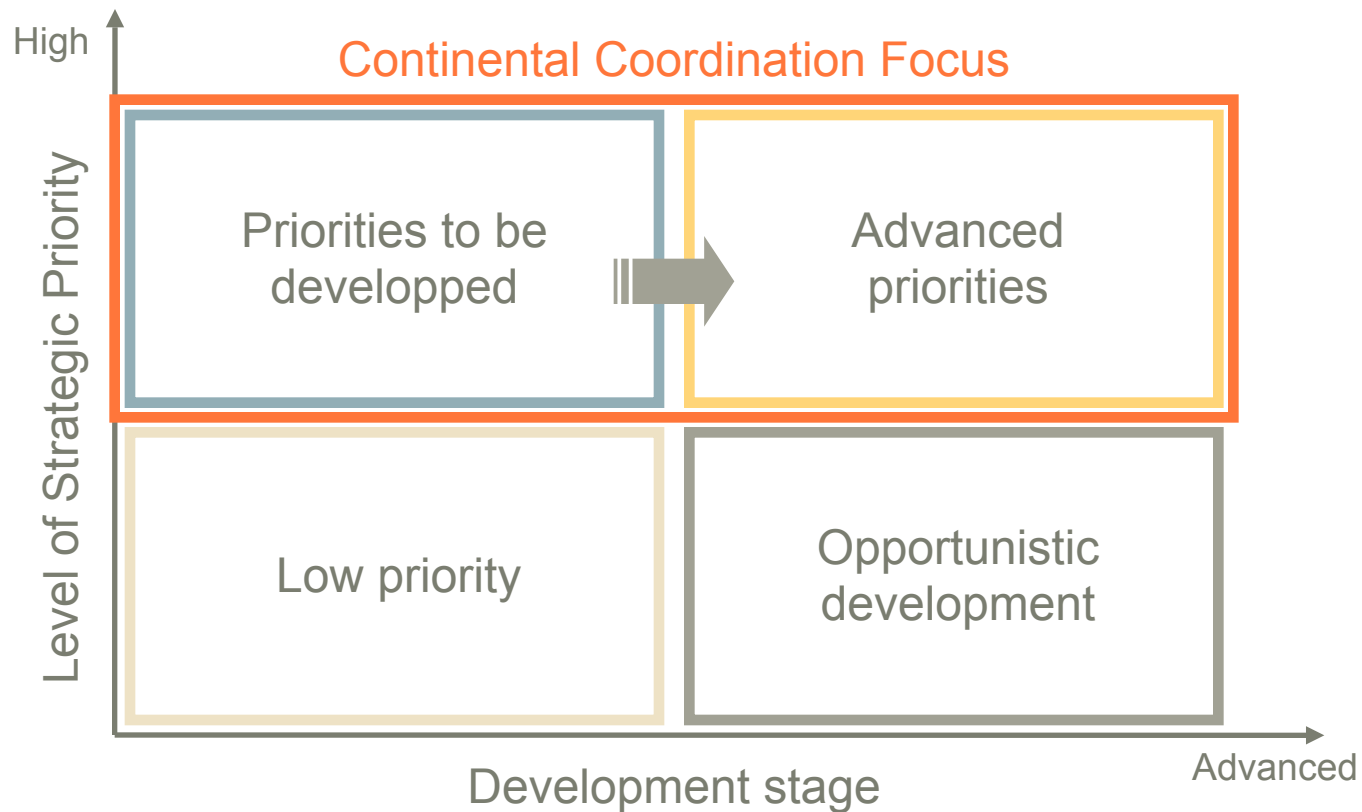 High
Continental Coordination Focus
Level of Strategic Priority
Priorities to be
developped
Advanced
priorities
Low priority
Opportunistic
development
Advanced
Development stage